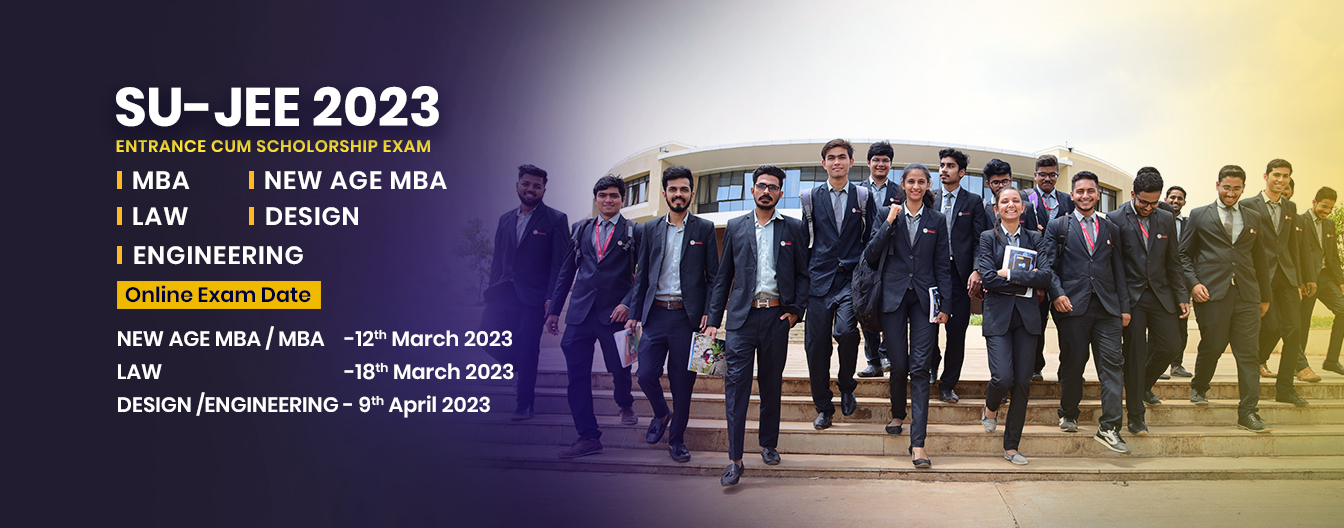 SU-JEE 2023
ENTRANCE CUM SCHOLORSHIP EXAM
MBA NEW AGE MBA
LAW DESIGN
ENGINEERING
Online Exam Date
NEW AGE MBA / MBA -12th March 2023
LAW -18th March 2023
DESIGN /ENGINEERING - 9th April 2023